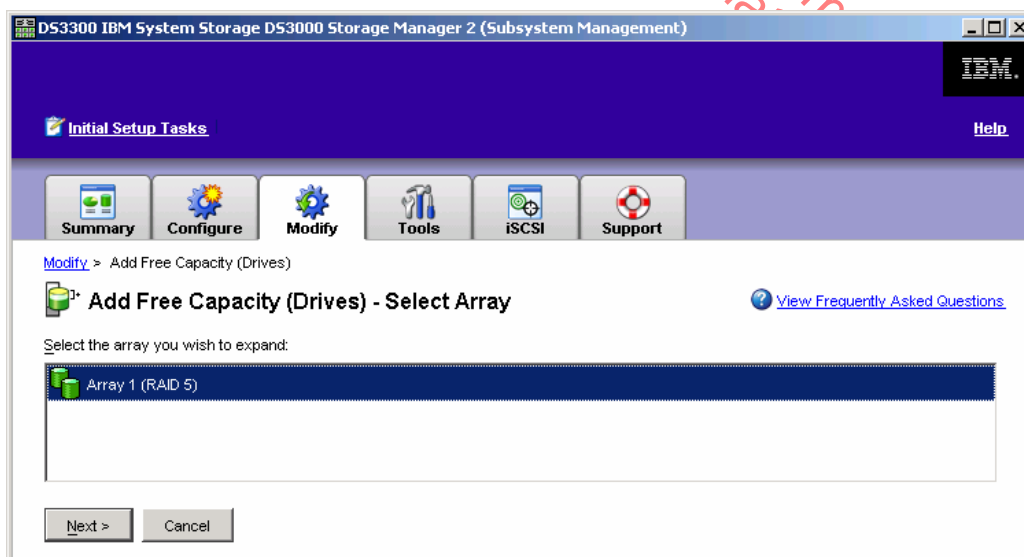 DS3300 IBM System Storage DS3000 Storage Manager 2 (Subsystem Management)
IBM.
Initial Setup Tasks
Help
Summary
Configure
Modify
Tools
iSCSI
Support
Modify > Add Free Capacity (Drives)
Add Free Capacity (Drives) - Select Array
View Frequently Asked Questions
Select the array you wish to expand:
Array 1 (RAID 5)
Next >
Cancel